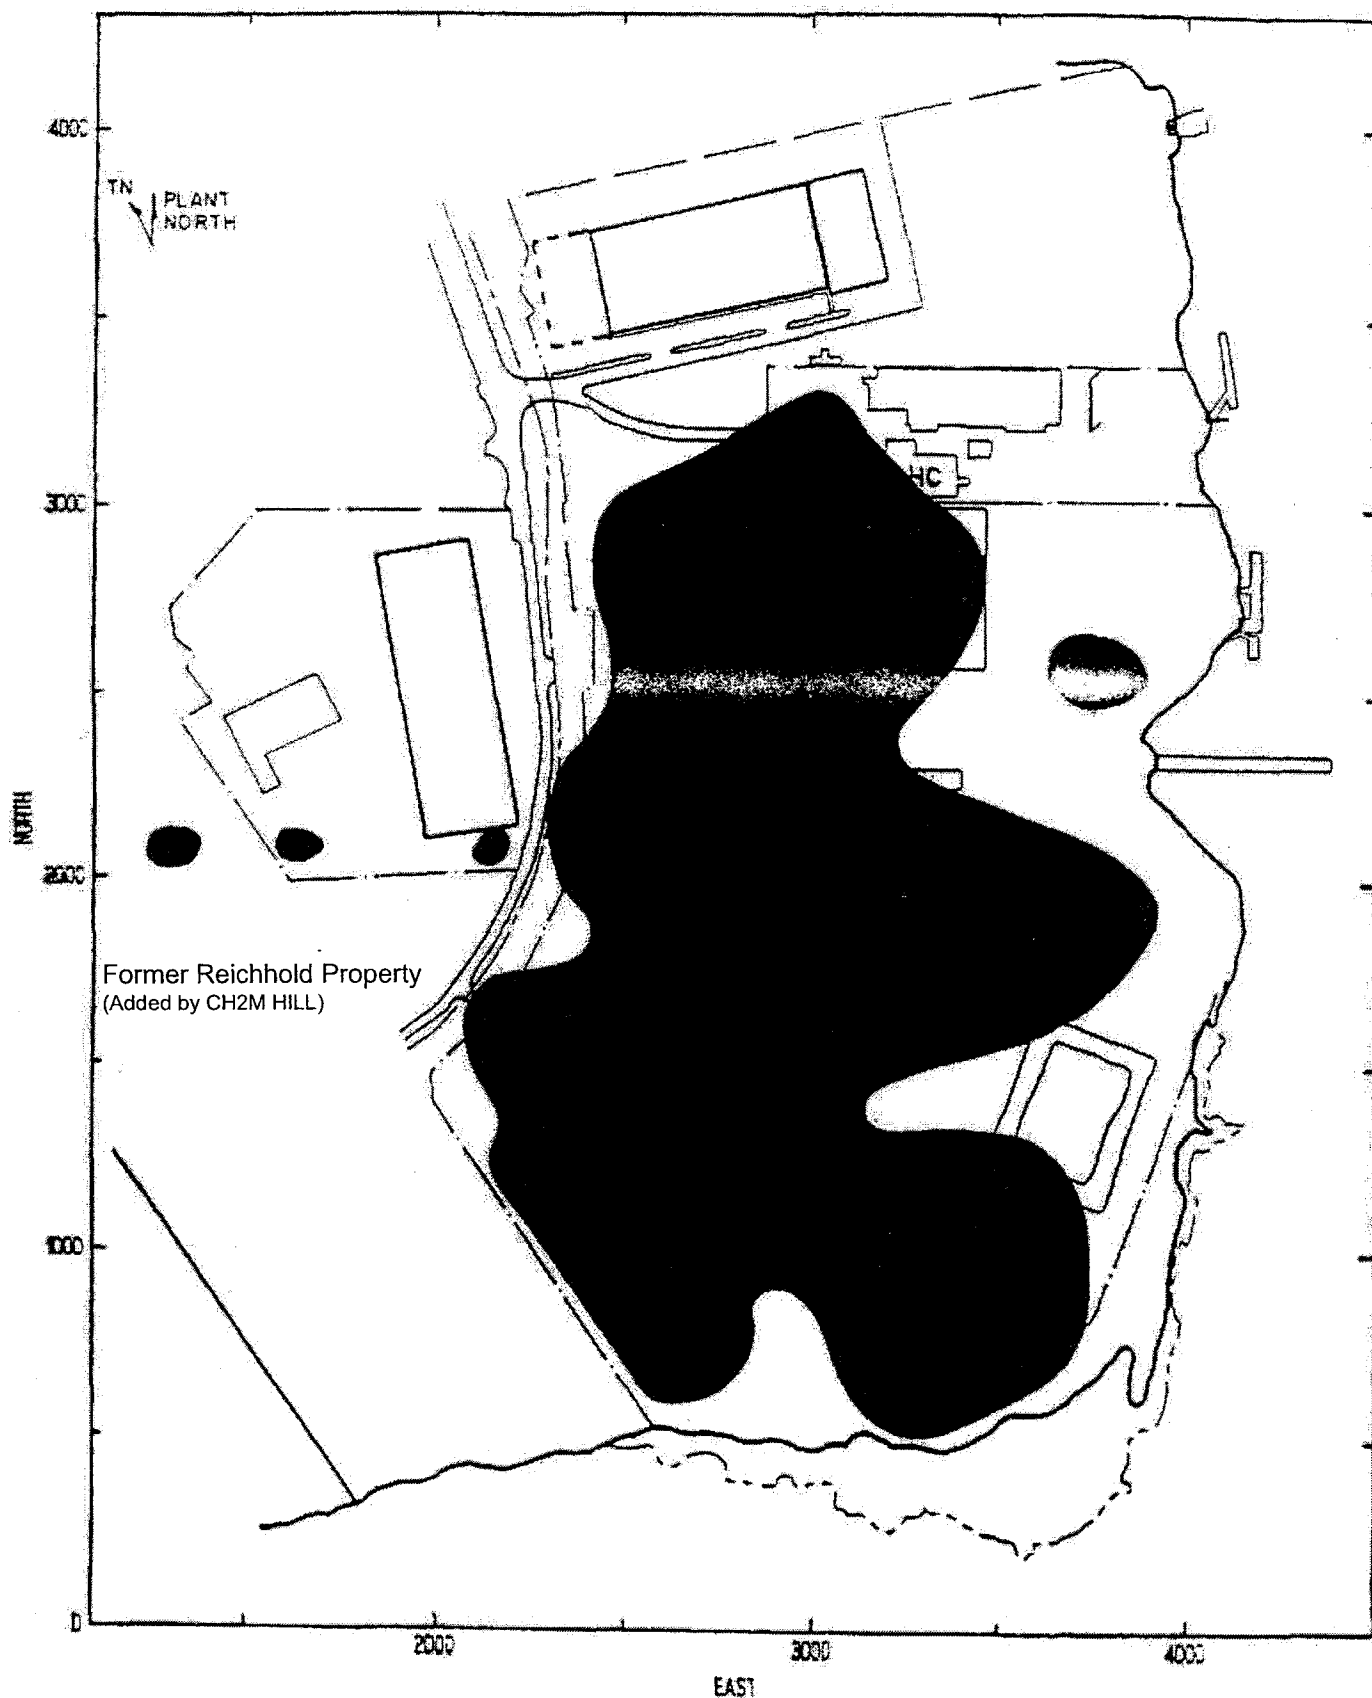 4000
TN
PLANT
NORTH
HC
3000
NORTH
2000
Former Reichhold Property
(Added by CH2M HILL)
1000
0
2000
3000
4000
EAST